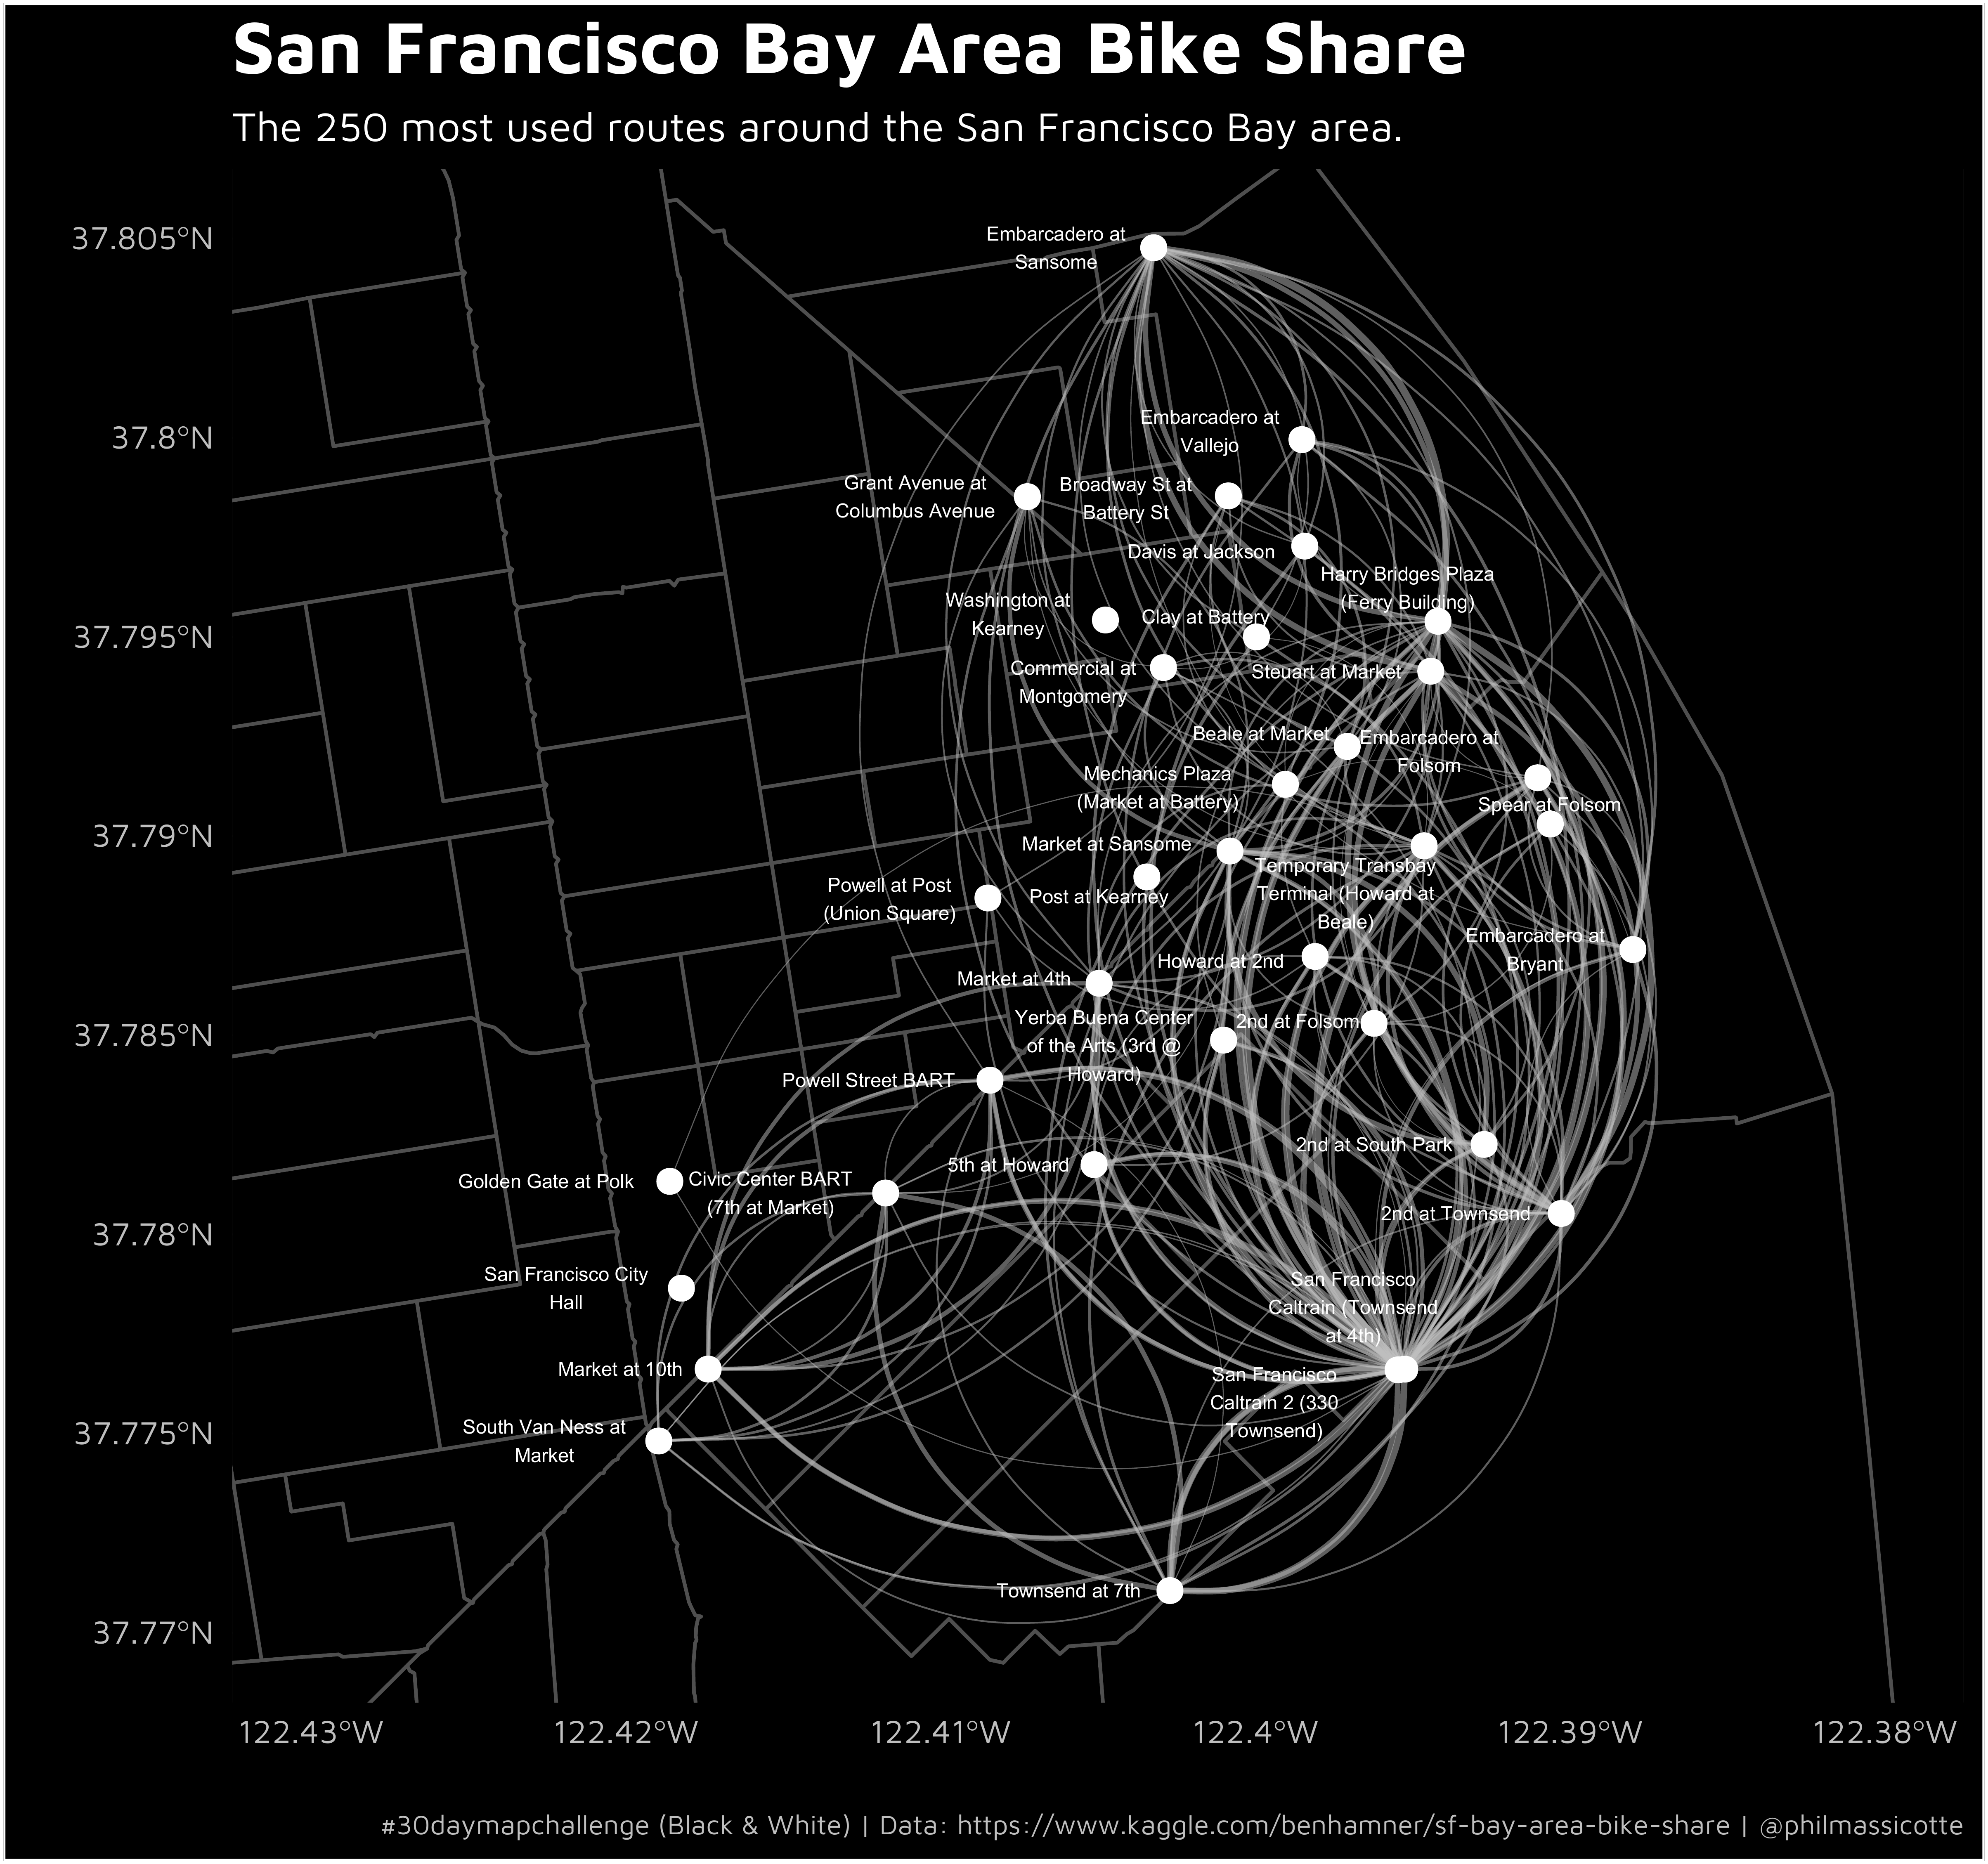 San Francisco Bay Area Bike Share
The 250 most used routes around the San Francisco Bay area.
37.805°N
37.8°N
37.795°N
37.79°N
37.785°N
37.78°N
37.775°N
37.77°N
Embarcadero at
Sansome
Embarcadero at
Vallejo
Grant Avenue at
Columbus Avenue
Broadway St at
Battery St
Davis at Jackson
Harry Bridges Plaza
(Ferry Building)
Washington at
Kearney
Clay at Battery
Commercial at
Montgomery
Steuart at Market
Beale at Market
Embarcadero at
Folsom
Mechanics Plaza
(Market at Battery)
Spear at Folsom
Market at Sansome
Temporary Transbay
Terminal (Howard at
Beale)
Powell at Post
(Union Square)
Post at Kearney
Embarcadero at
Bryant
Howard at 2nd
Market at 4th
Yerba Buena Center
of the Arts (3rd @
Howard)
2nd at Folsom
Powell Street BART
2nd at South Park
5th at Howard
Golden Gate at Polk
Civic Center BART
(7th at Market)
2nd at Townsend
San Francisco City
Hall
San Francisco
Caltrain (Townsend
at 4th)
Market at 10th
San Francisco
Caltrain 2 (330
Townsend)
South Van Ness at
Market
Townsend at 7th
122.43°W
122.42°W
122.41°W
122.4°W
122.39°W
122.38°W
#30daymapchallenge (Black & White) | Data: https://www.kaggle.com/benhamner/sf-bay-area-bike-share | @philmassicotte